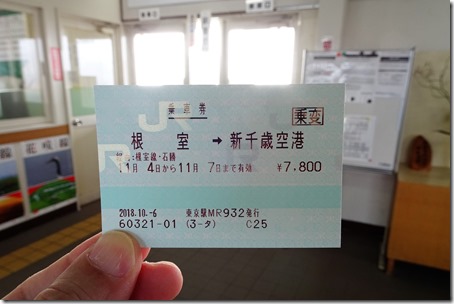 乗車券
乗変
根室 → 新千歳空港
経由:根室線・石勝
11月 4日から11月 7日まで有効 ¥7,800
2018.10.-6 東京駅MR932発行
60321-01 (3-タ) C25